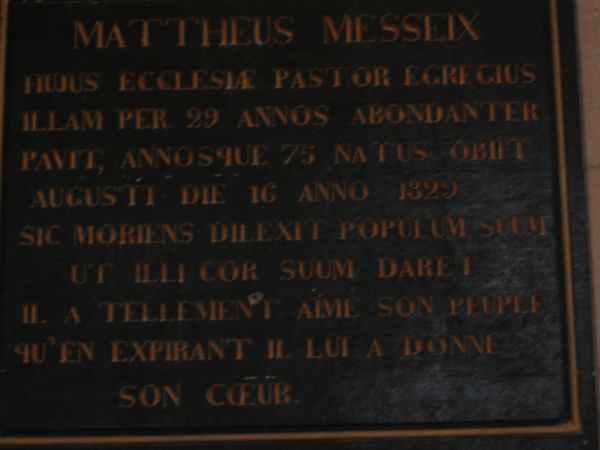 MATTHEUS MESSEIX
HUJUS ECCLESIÆ PASTOR EGREGIUS
ILLAM PER 29 ANNOS ABONDANTER
PAVIT, ANNOSQUE 75 NATUS OBIIT
AUGUSTI DIE 16 ANNO 1829
SIC MORIENS DILEXIT POPULUM SUUM
UT ILLI COR SUUM DARET
IL A TELLEMENT AIMÉ SON PEUPLE
QU'EN EXPIRANT IL LUI A DONNÉ
SON CŒUR.